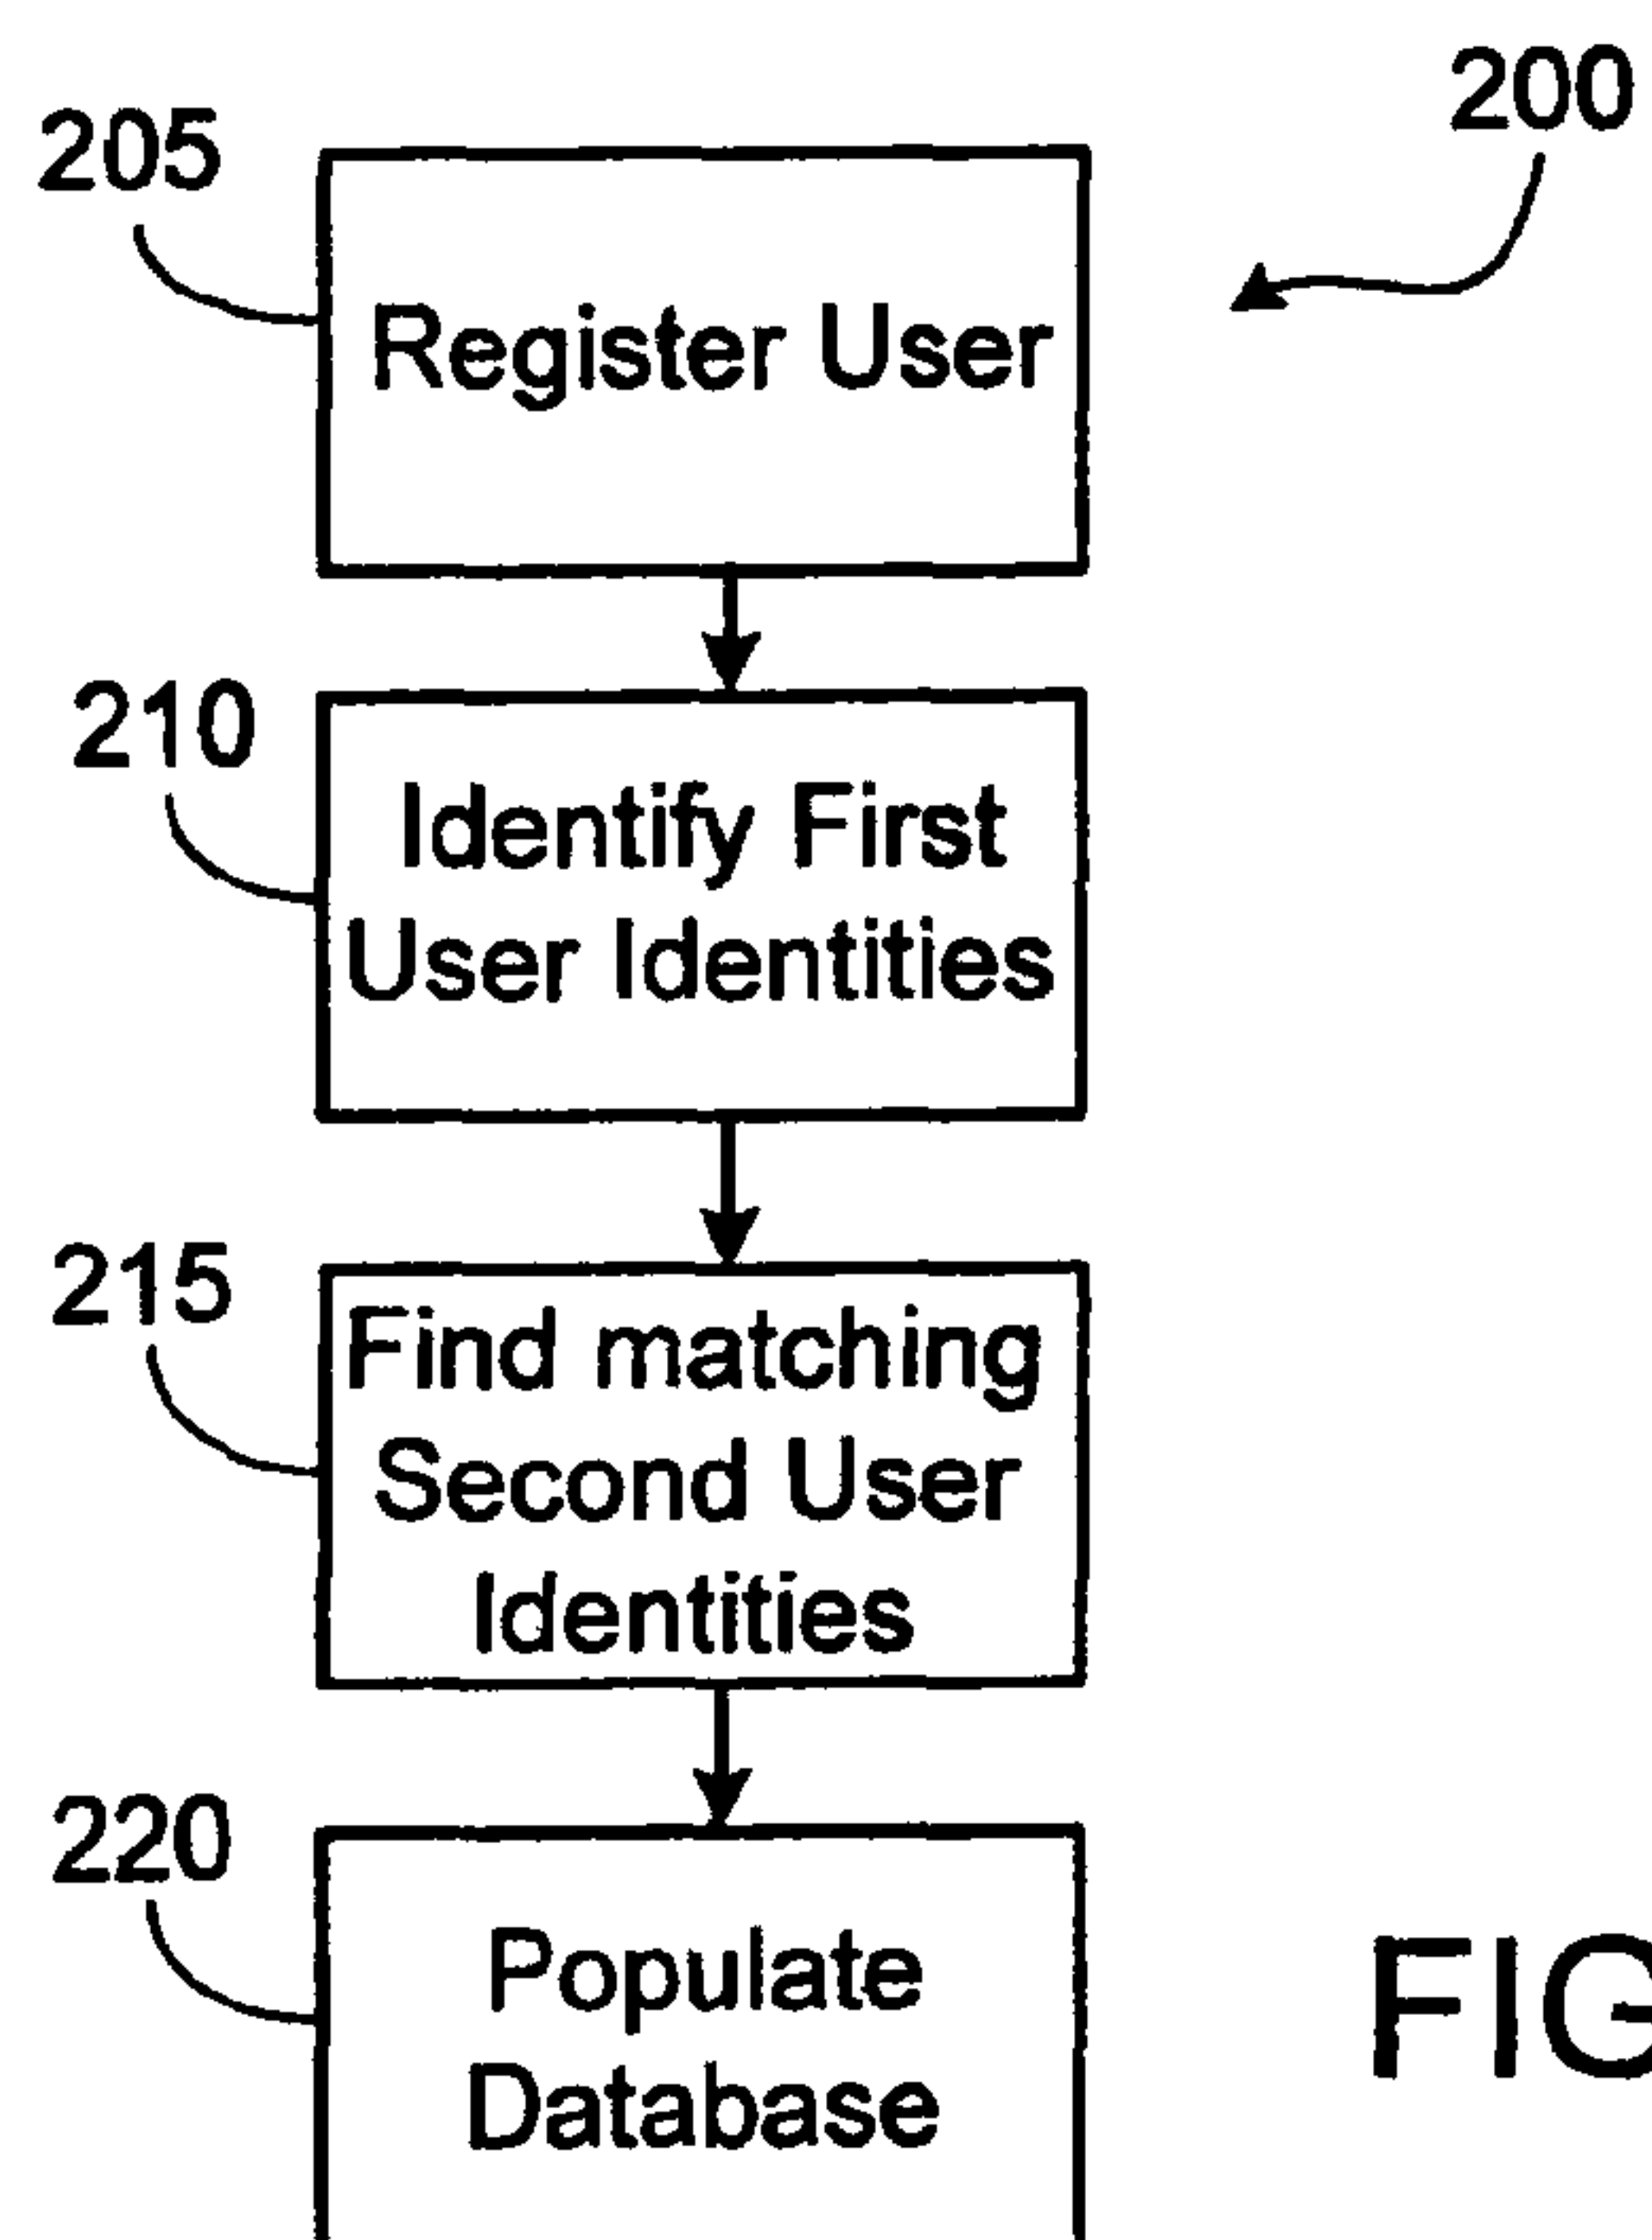 200
205
Register User
210
Identify First
User Identities
215
Find matching
Second User
Identities
220
Populate
Database
FIG